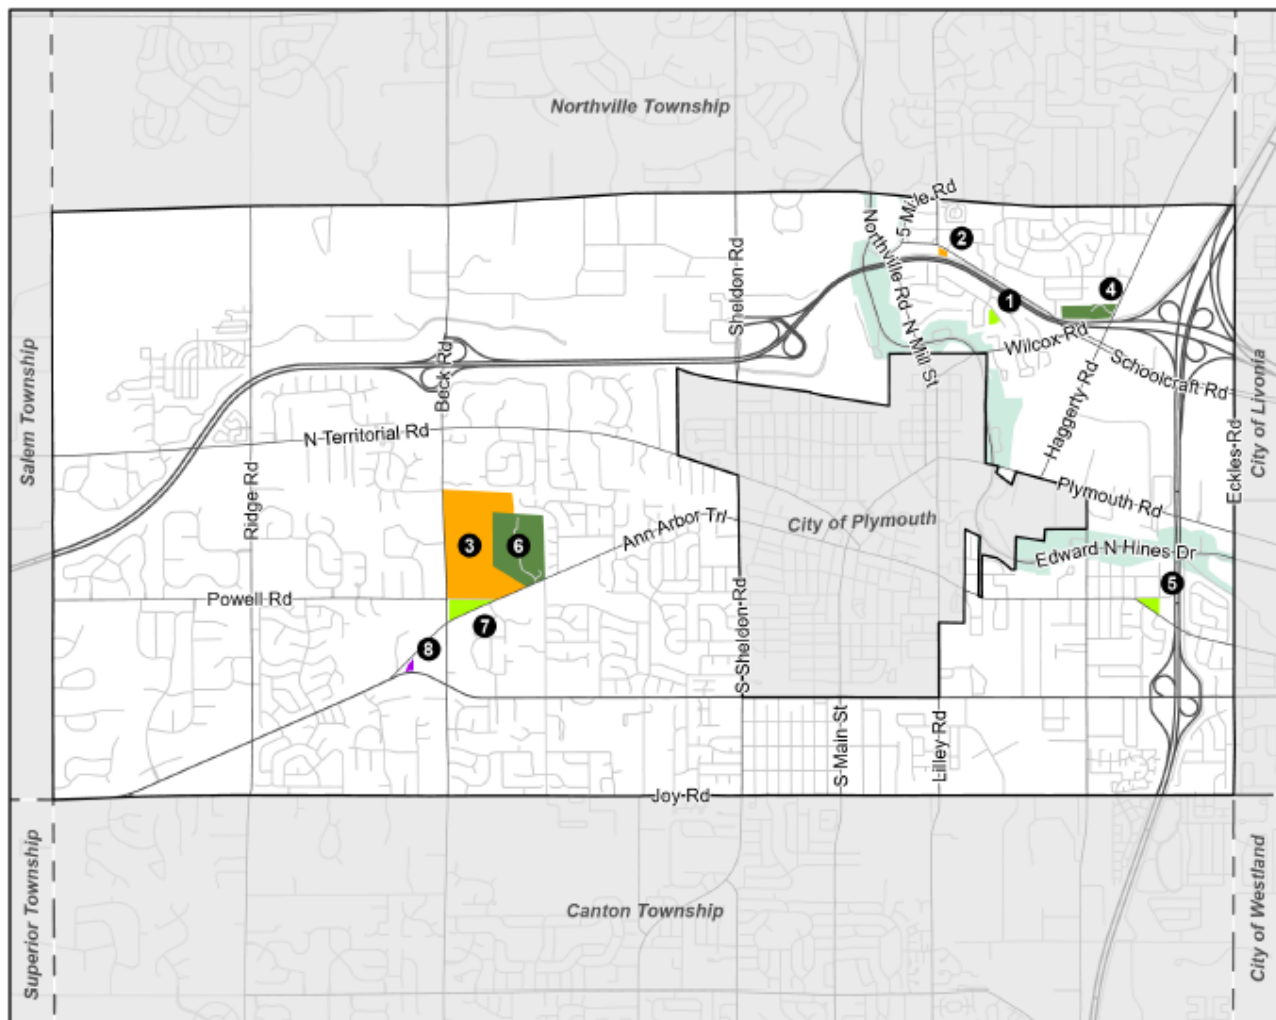 Northville Township
5 Mile Rd
2
Northville Rd
Sheldon Rd
4
1
N Mill St
Wilcox Rd
Schoolcraft Rd
Salem Township
City of Livonia
Beck Rd
Haggerty Rd
N Territorial Rd
Ridge Rd
Eckles Rd
Plymouth Rd
City of Plymouth
Ann Arbor Trl
3
6
Edward N Hines Dr
5
Powell Rd
7
8
S Sheldon Rd
S Main St
Lilley Rd
Joy Rd
Superior Township
Canton Township
City of Westland